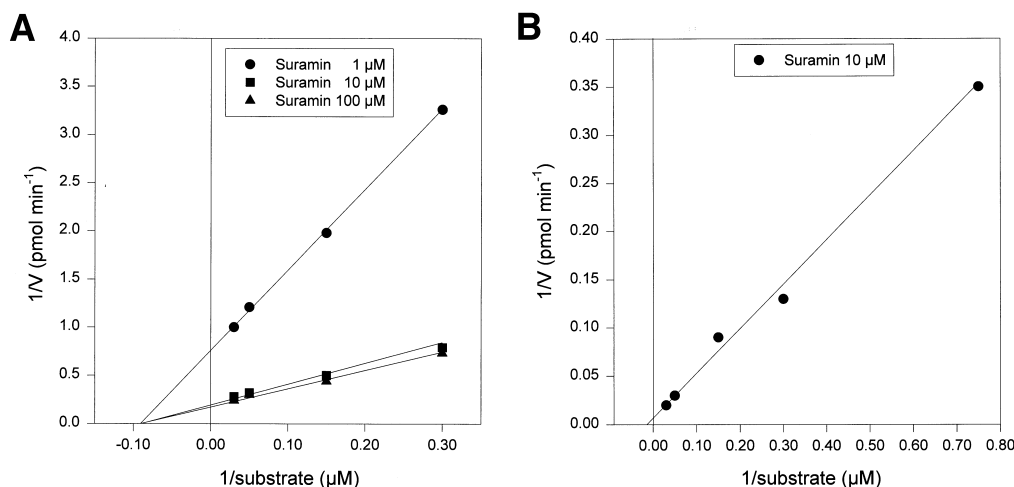 A
4.0
3.5
3.0
2.5
2.0
1.5
1.0
0.5
0.0
1/V (pmol min⁻¹)
Suramin 1 µM
Suramin 10 µM
Suramin 100 µM
-0.10 0.00 0.10 0.20 0.30
1/substrate (µM)
B
0.40
0.35
0.30
0.25
0.20
0.15
0.10
0.05
0.00
1/V (pmol min⁻¹)
Suramin 10 µM
0.00 0.10 0.20 0.30 0.40 0.50 0.60 0.70 0.80
1/substrate (µM)